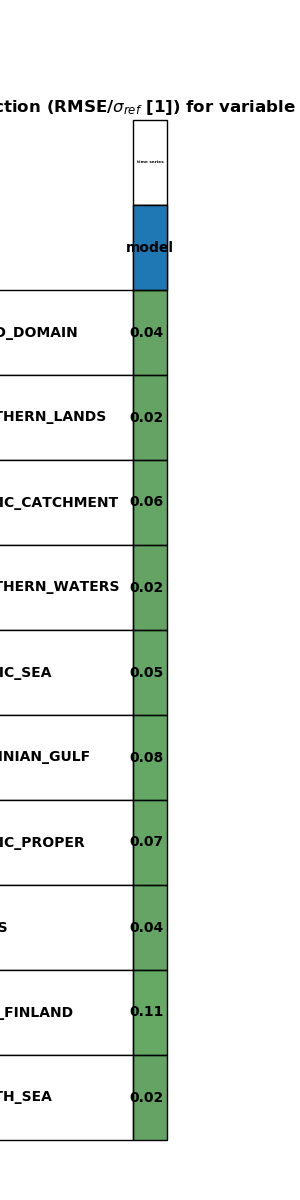 ction (RMSE/σref [1]) for variable
time series
model
D_DOMAIN 0.04
THERN_LANDS 0.02
IC_CATCHMENT 0.06
THERN_WATERS 0.02
IC_SEA 0.05
INIAN_GULF 0.08
IC_PROPER 0.07
S 0.04
_FINLAND 0.11
TH_SEA 0.02